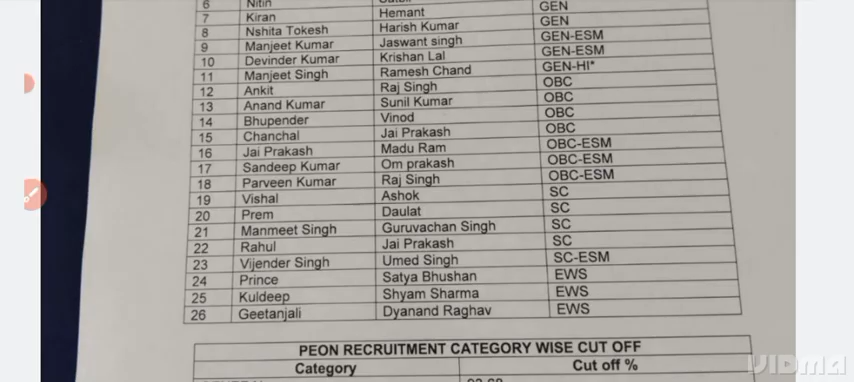 6 Nitin GEN
7 Kiran Hemant GEN
8 Nshita Tokesh Harish Kumar GEN-ESM
9 Manjeet Kumar Jaswant singh GEN-ESM
10 Devinder Kumar Krishan Lal GEN-HI*
11 Manjeet Singh Ramesh Chand OBC
12 Ankit Raj Singh OBC
13 Anand Kumar Sunil Kumar OBC
14 Bhupender Vinod OBC
15 Chanchal Jai Prakash OBC-ESM
16 Jai Prakash Madu Ram OBC-ESM
17 Sandeep Kumar Om prakash OBC-ESM
18 Parveen Kumar Raj Singh SC
19 Vishal Ashok SC
20 Prem Daulat SC
21 Manmeet Singh Guruvachan Singh SC
22 Rahul Jai Prakash SC-ESM
23 Vijender Singh Umed Singh EWS
24 Prince Satya Bhushan EWS
25 Kuldeep Shyam Sharma EWS
26 Geetanjali Dyanand Raghav
PEON RECRUITMENT CATEGORY WISE CUT OFF
Category Cut off %
VIDMA